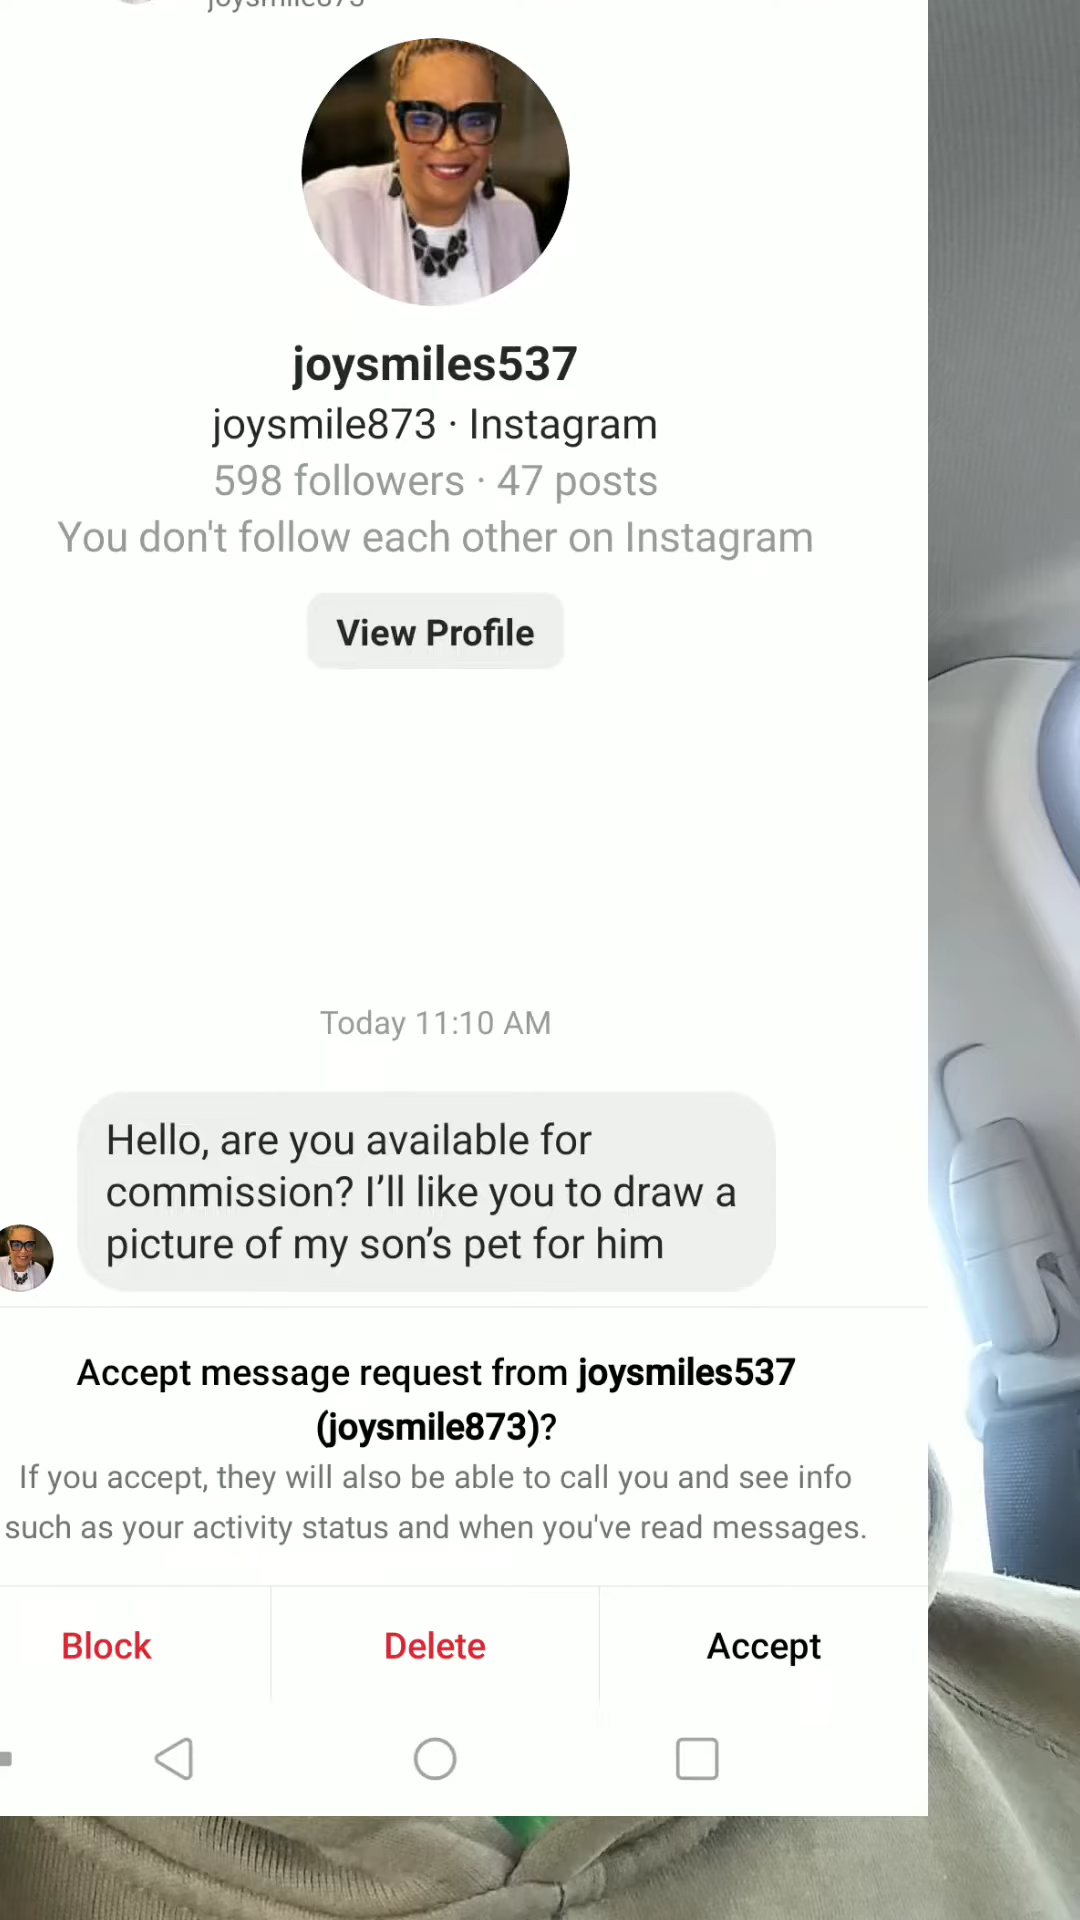 joysmile873
joysmiles537
joysmile873 · Instagram
598 followers · 47 posts
You don't follow each other on Instagram
View Profile
Today 11:10 AM
Hello, are you available for
commission? I’ll like you to draw a
picture of my son’s pet for him
Accept message request from joysmiles537
(joysmile873)?
If you accept, they will also be able to call you and see info
such as your activity status and when you've read messages.
Block
Delete
Accept